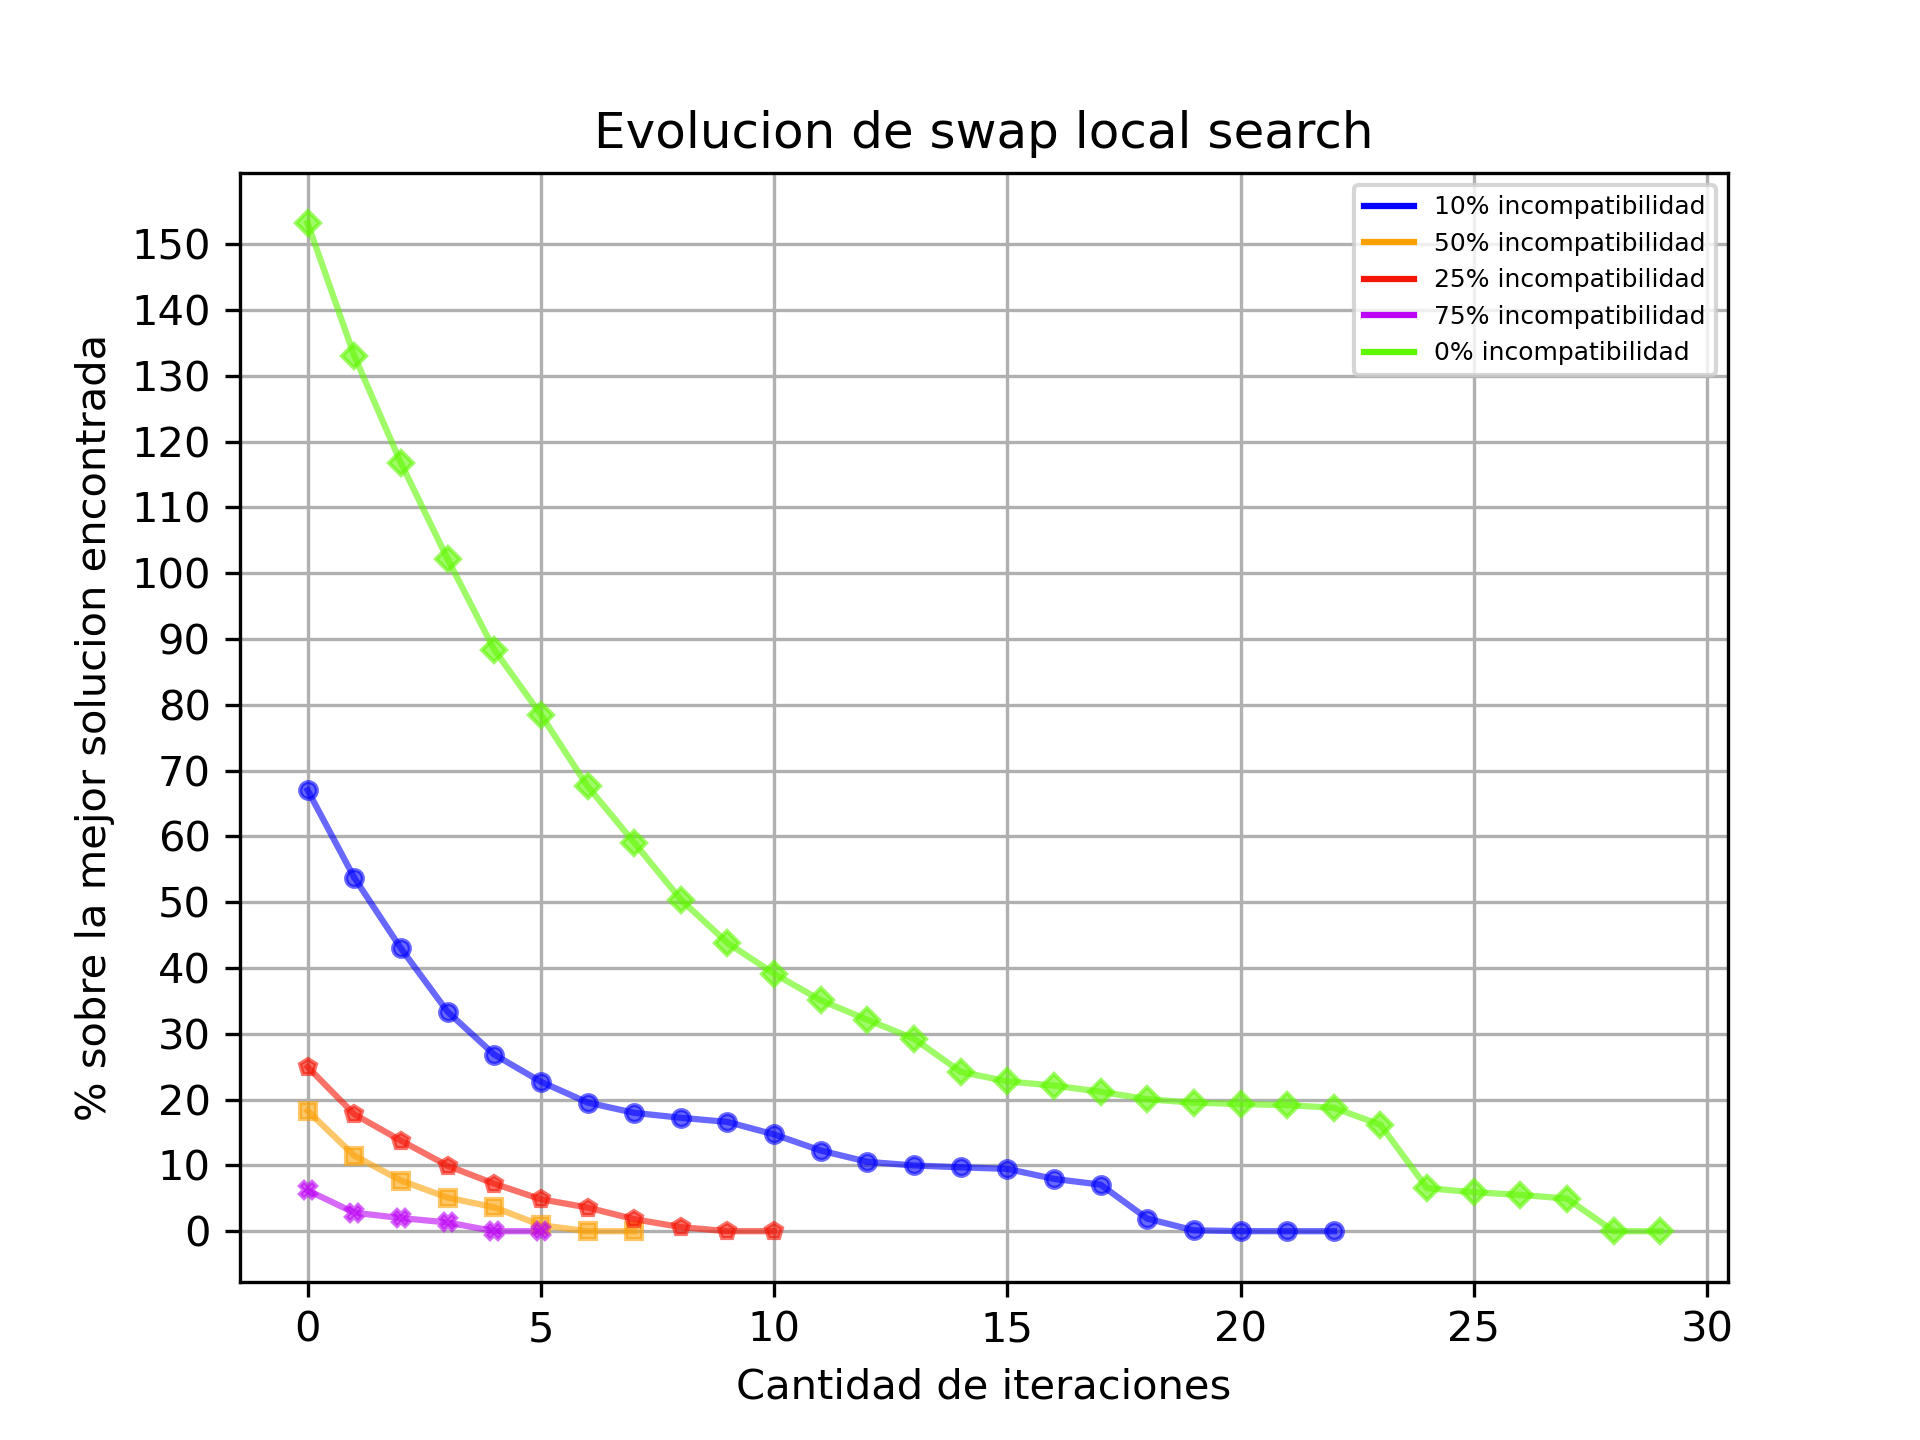 Evolucion de swap local search
10% incompatibilidad
50% incompatibilidad
25% incompatibilidad
75% incompatibilidad
0% incompatibilidad
% sobre la mejor solucion encontrada
150
140
130
120
110
100
90
80
70
60
50
40
30
20
10
0
0 5 10 15 20 25 30
Cantidad de iteraciones